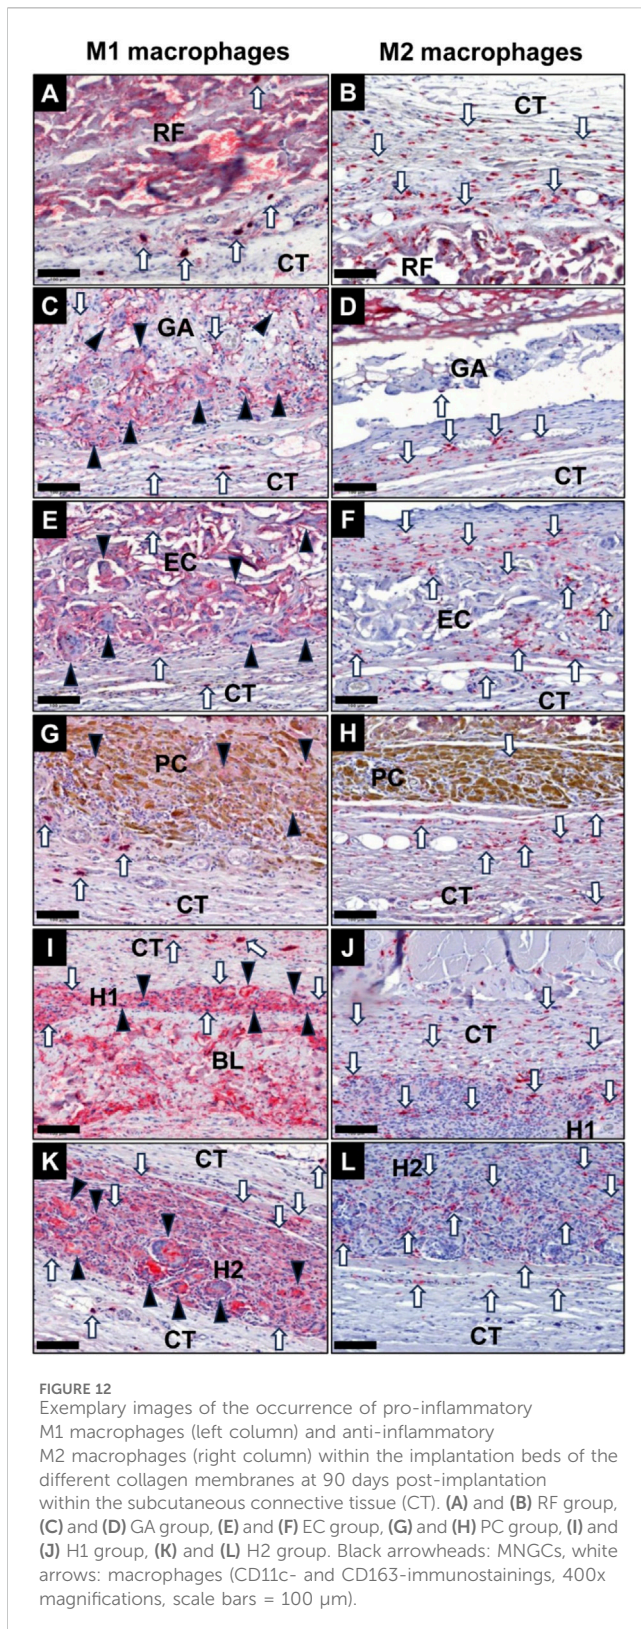 M1 macrophages
M2 macrophages
A
RF
CT
B
CT
RF
C
GA
CT
D
GA
CT
E
EC
CT
F
EC
CT
G
PC
CT
H
PC
CT
I
CT
H1
BL
J
CT
H1
K
CT
H2
CT
L
H2
CT
FIGURE 12
Exemplary images of the occurrence of pro-inflammatory
M1 macrophages (left column) and anti-inflammatory
M2 macrophages (right column) within the implantation beds of the
different collagen membranes at 90 days post-implantation
within the subcutaneous connective tissue (CT). (A) and (B) RF group,
(C) and (D) GA group, (E) and (F) EC group, (G) and (H) PC group, (I) and
(J) H1 group, (K) and (L) H2 group. Black arrowheads: MNGCs, white
arrows: macrophages (CD11c- and CD163-immunostainings, 400x
magnifications, scale bars = 100 μm).